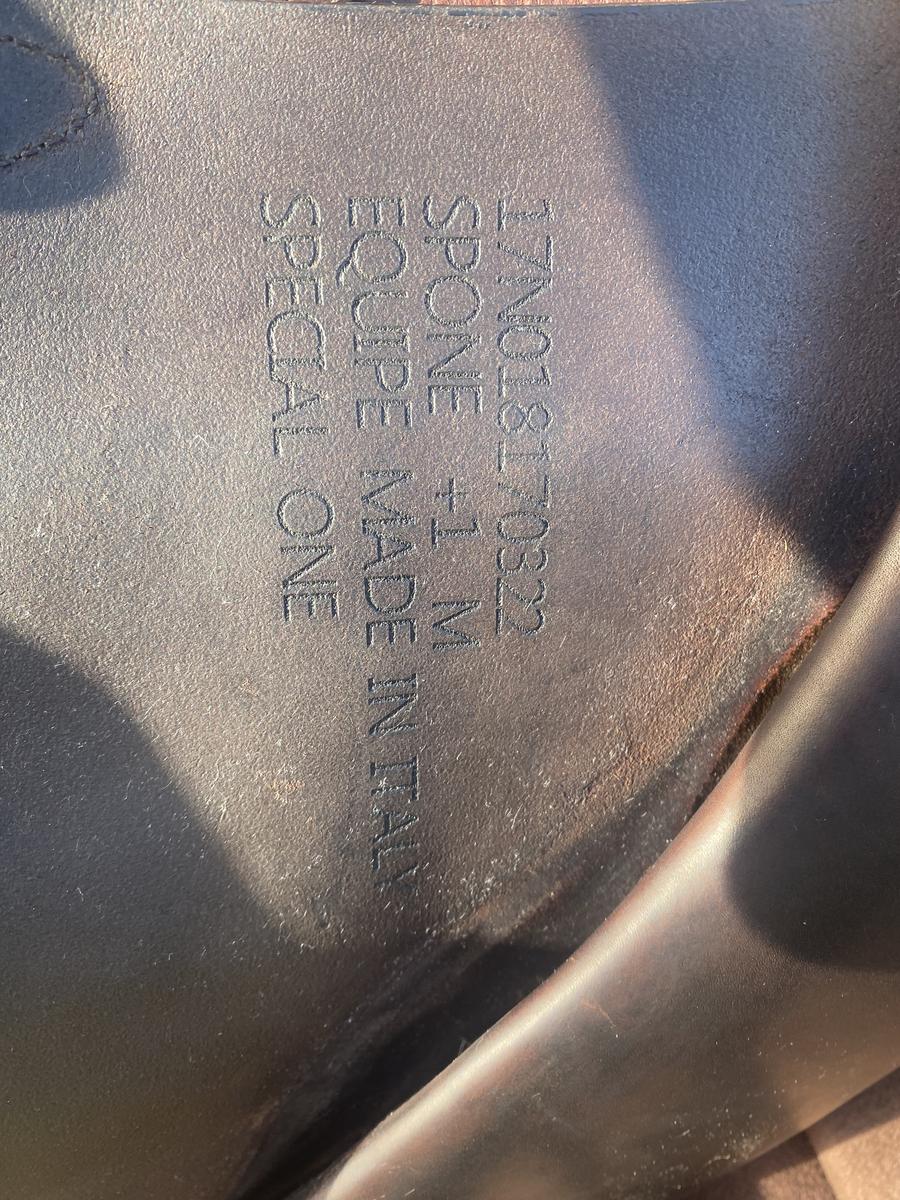 17N018170322
SPONE +1 M
EQUIPE MADE IN ITALY
SPECIAL ONE